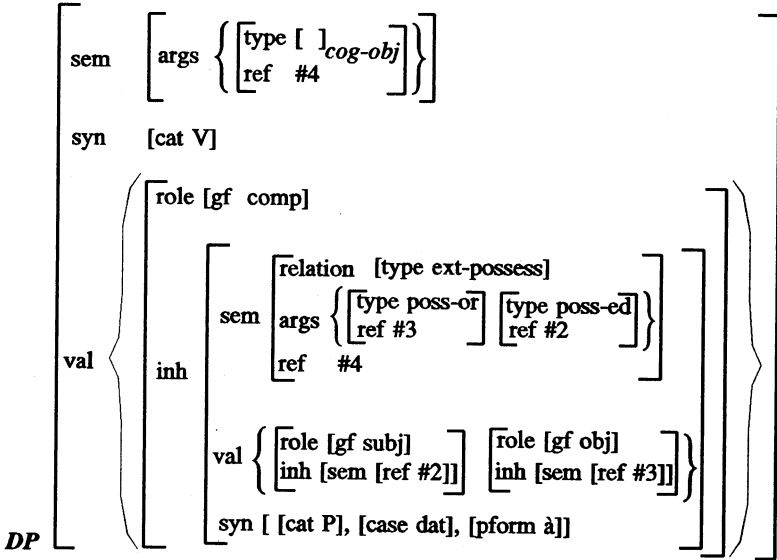 type [ ]cog-obj
sem [args { [ref #4] } ]
syn [cat V]
role [gf comp]
relation [type ext-possess]
type poss-or type poss-ed
sem args { [ref #3] [ref #2] }
ref #4
val inh
role [gf subj] role [gf obj]
val { [inh [sem [ref #2]] ] [inh [sem [ref #3]] ] }
syn [ [cat P], [case dat], [pform à]]
DP